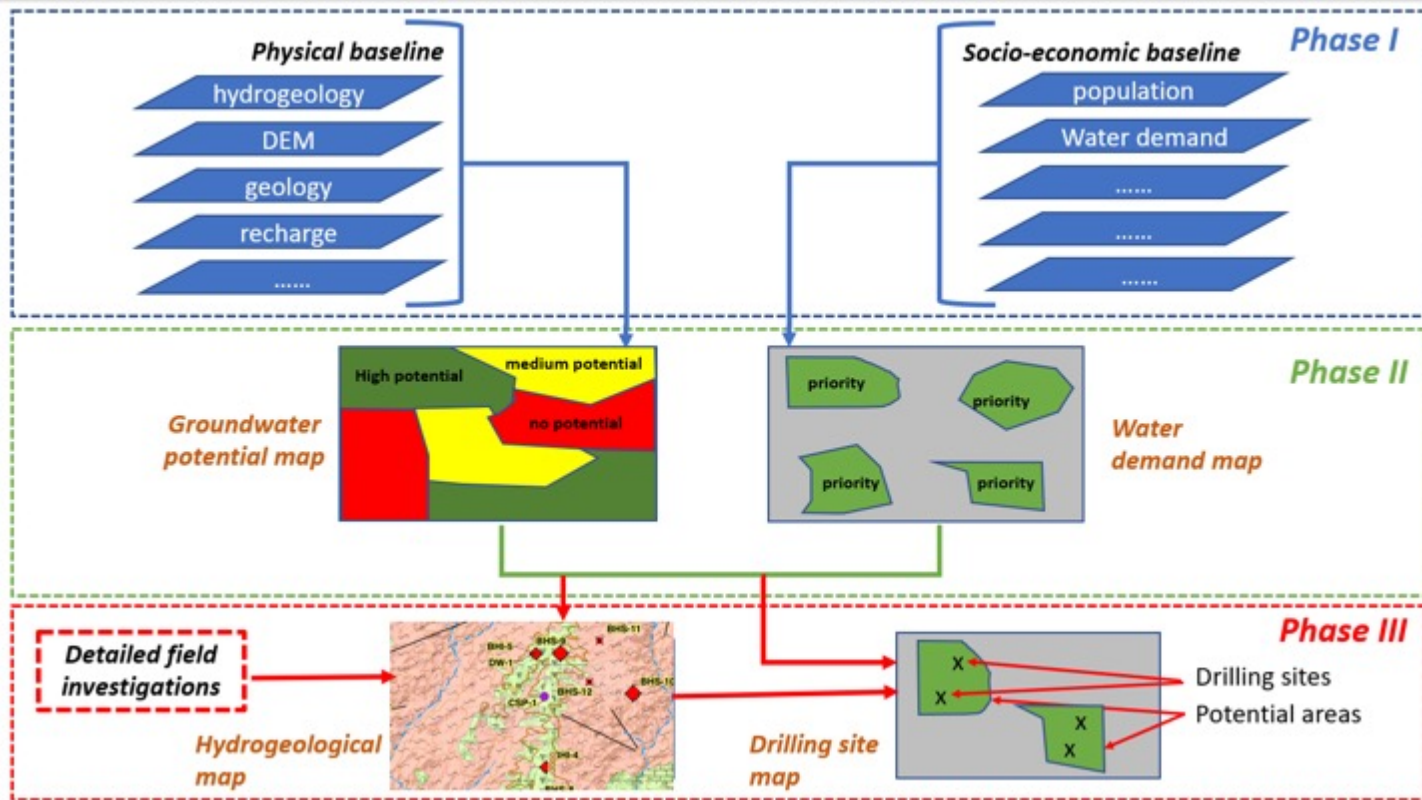 Phase I
Physical baseline
hydrogeology
DEM
geology
recharge
......
Socio-economic baseline
population
Water demand
......
......
......
Phase II
Groundwater
potential map
High potential
medium potential
no potential
priority
priority
priority
priority
Water
demand map
Phase III
Detailed field
investigations
Hydrogeological
map
BHS-11
BHI-5
BHS-9
DW-1
BHS-12
BHS-10
CSP-1
Drilling site
map
X
X
X
X
Drilling sites
Potential areas